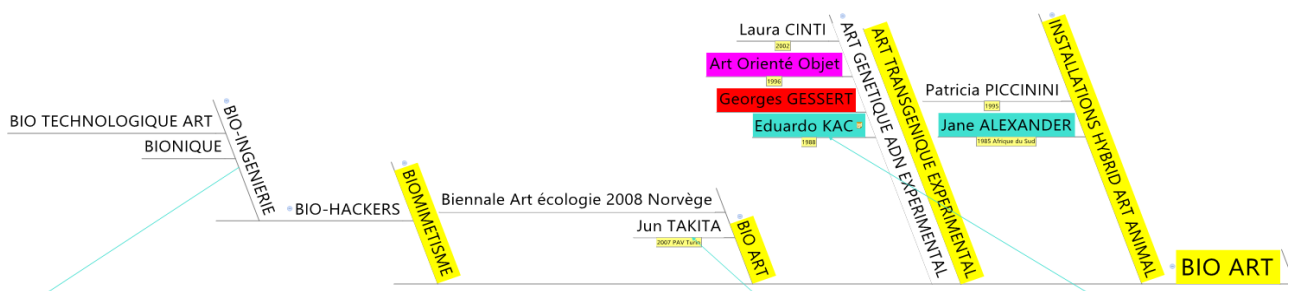 BIO TECHNOLOGIQUE ART
BIONIQUE
BIO-INGENIERIE
BIO-HACKERS
BIOMIMETISME
Biennale Art écologie 2008 Norvège
Jun TAKITA
2007 PAV Turin
BIO ART
Laura CINTI
2002
Art Orienté Objet
1996
Georges GESSERT
Eduardo KAC
1988
ART GENETIQUE ADN EXPERIMENTAL
ART TRANSGENIQUE EXPERIMENTAL
Patricia PICCININI
1995
Jane ALEXANDER
1985 Afrique du Sud
INSTALLATIONS HYBRID ART ANIMAL
BIO ART